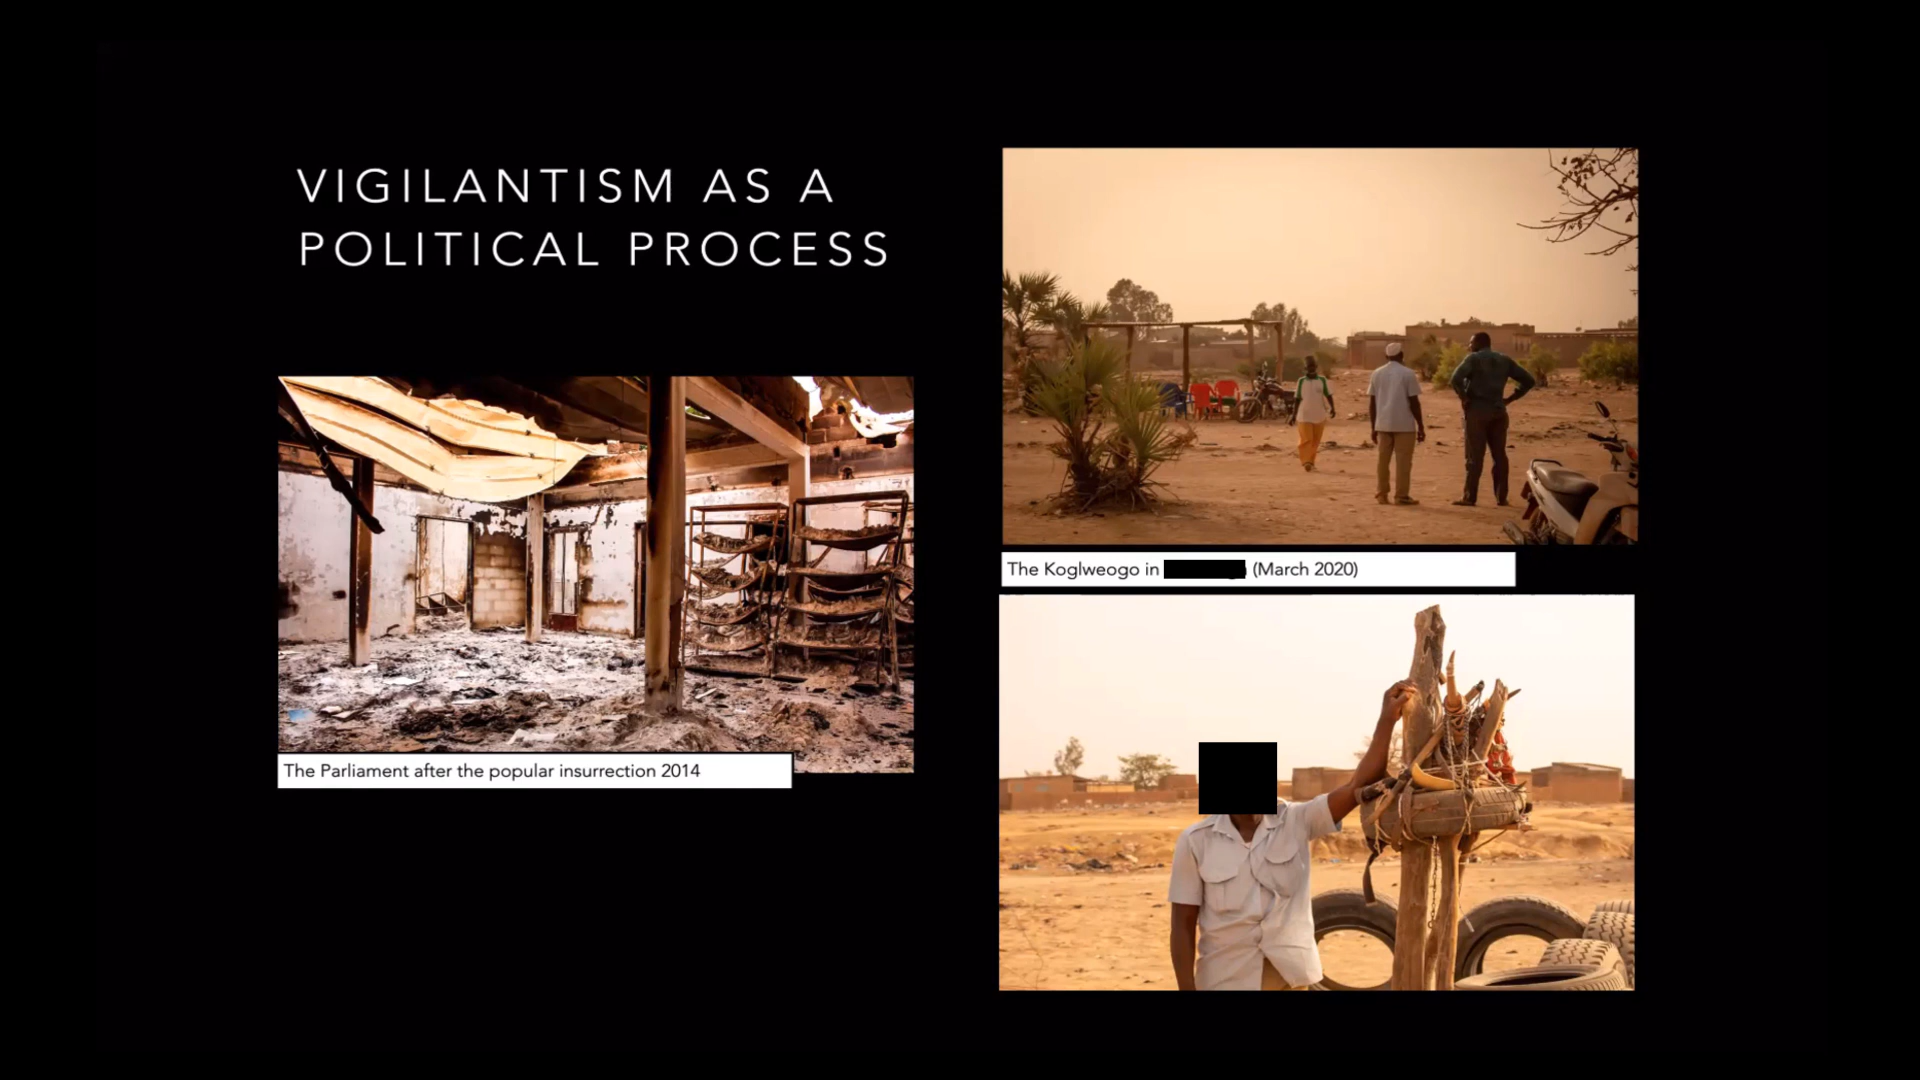 VIGILANTISM AS A
POLITICAL PROCESS
The Koglweogo in (March 2020)
The Parliament after the popular insurrection 2014